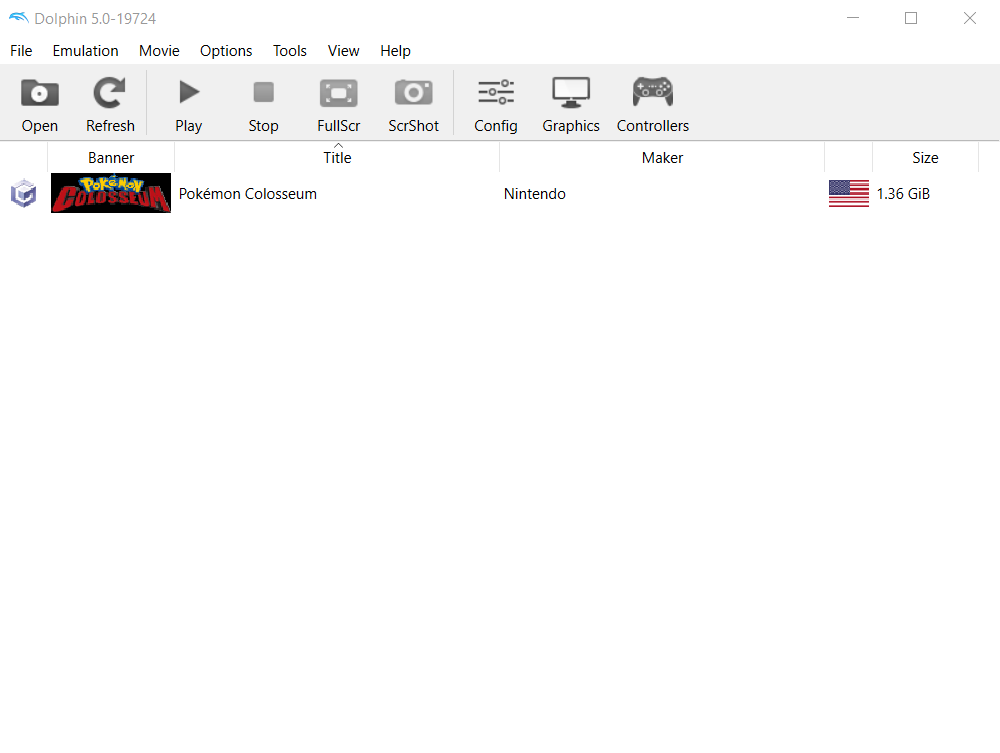 Dolphin 5.0-19724
File Emulation Movie Options Tools View Help
Open Refresh Play Stop FullScr ScrShot Config Graphics Controllers
Banner Title Maker Size
POKéMON COLOSSEUM Pokémon Colosseum Nintendo 1.36 GiB